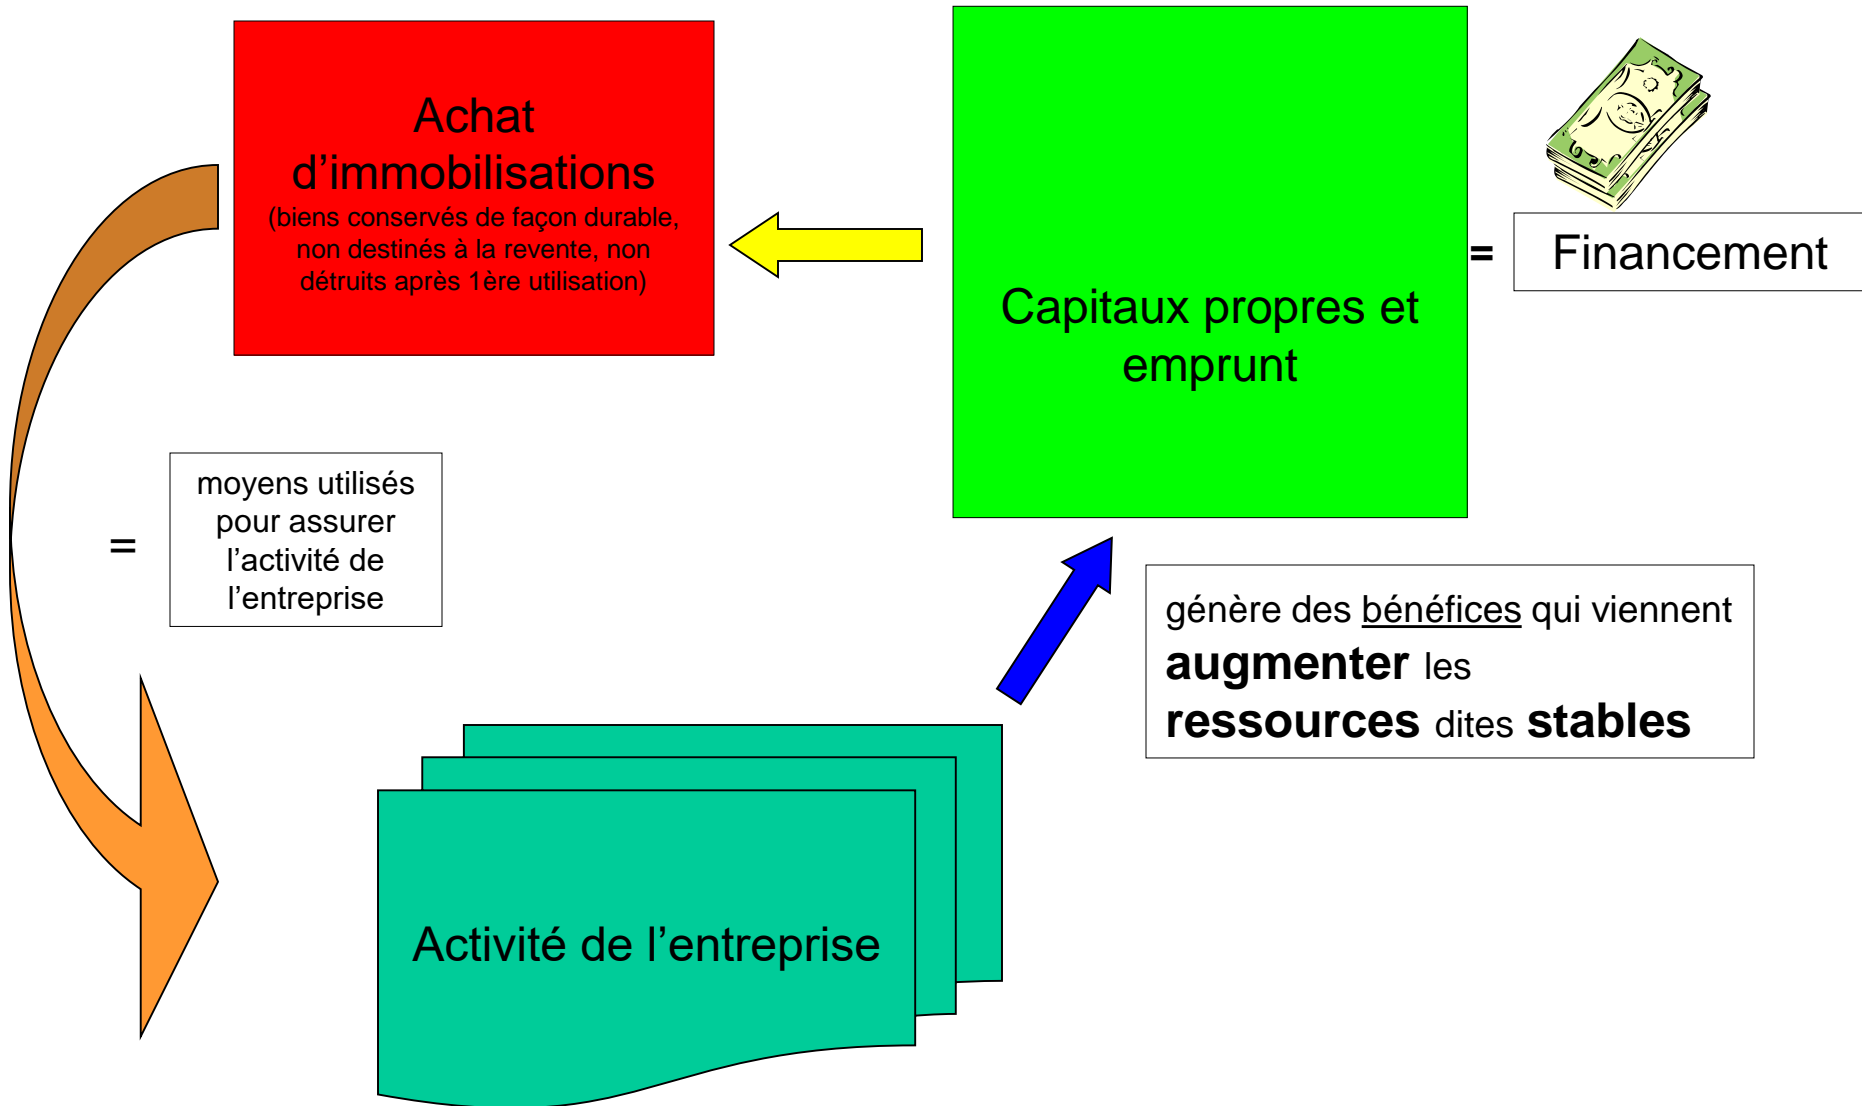 Achat
d’immobilisations
(biens conservés de façon durable,
non destinés à la revente, non
détruits après 1ère utilisation)
Capitaux propres et
emprunt
=
Financement
=
moyens utilisés
pour assurer
l’activité de
l’entreprise
génère des bénéfices qui viennent
augmenter les
ressources dites stables
Activité de l’entreprise